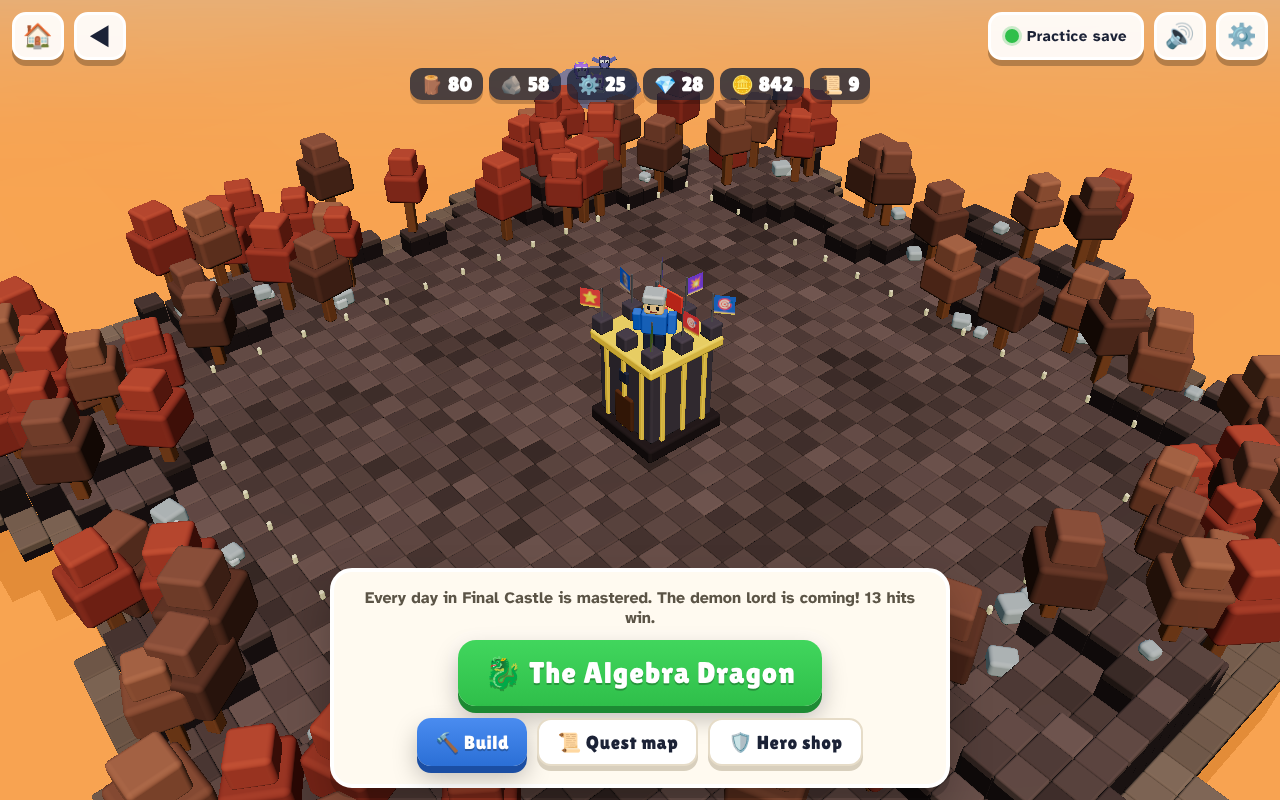 Practice save
80
58
25
28
842
9
Every day in Final Castle is mastered. The demon lord is coming! 13 hits
win.
The Algebra Dragon
Build
Quest map
Hero shop